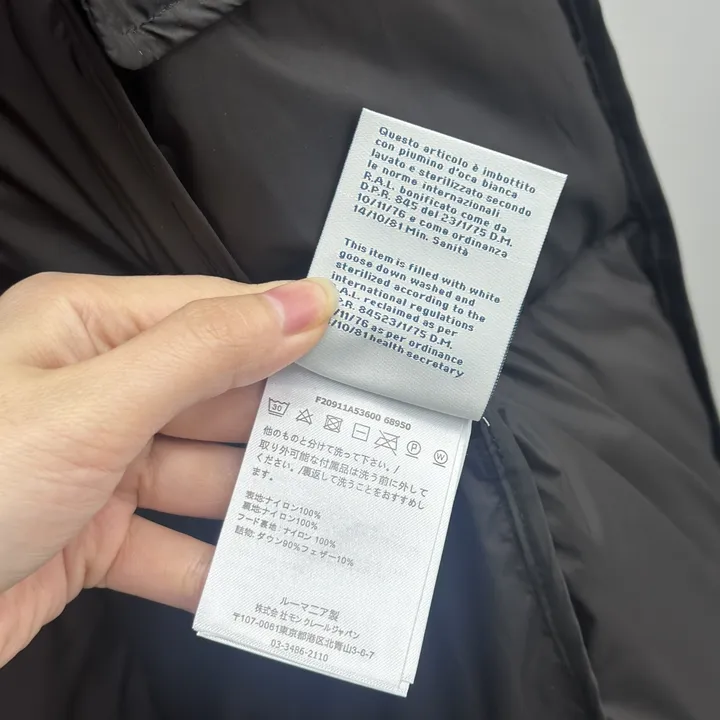 Questo articolo è imbottito
con piumino d'oca bianca
lavato e sterilizzato secondo
le norme internazionali
R.A.L. bonificato come da
D.P.R. 845 del 23/1/75 D.M.
10/11/76 e come ordinanza
14/10/81 Min. Sanità
This item is filled with white
goose down washed and
sterilized according to the
international regulations
.A.L. reclaimed as per
.R. 84523/1/75 D.M.
/11/76 as per ordinance
/10/81 health secretary
F20911A53600 68950
30 P W
他のものと分けて洗って下さい。/
取り外可能な付属品は洗う前に外して
ください。/裏返して洗うことをおすすめし
ます。
表地:ナイロン100%
裏地:ナイロン100%
フード裏地: ナイロン 100%
詰物: ダウン90%フェザー10%
ルーマニア製
株式会社モンクレールジャパン
〒107-0061東京都港区北青山3-6-7
03-3486-2110